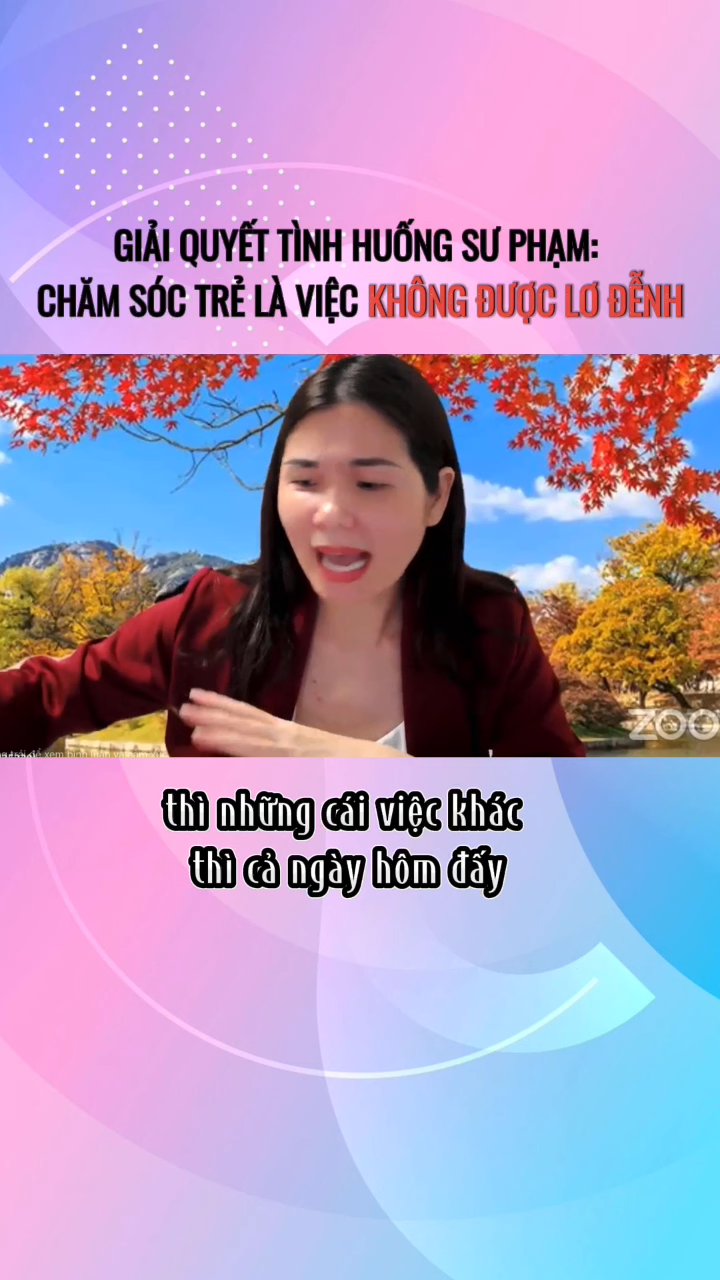 GIẢI QUYẾT TÌNH HUỐNG SƯ PHẠM:
CHĂM SÓC TRẺ LÀ VIỆC KHÔNG ĐƯỢC LƠ ĐỄNH
ZOO
thì những cái việc khác
thì cả ngày hôm đấy